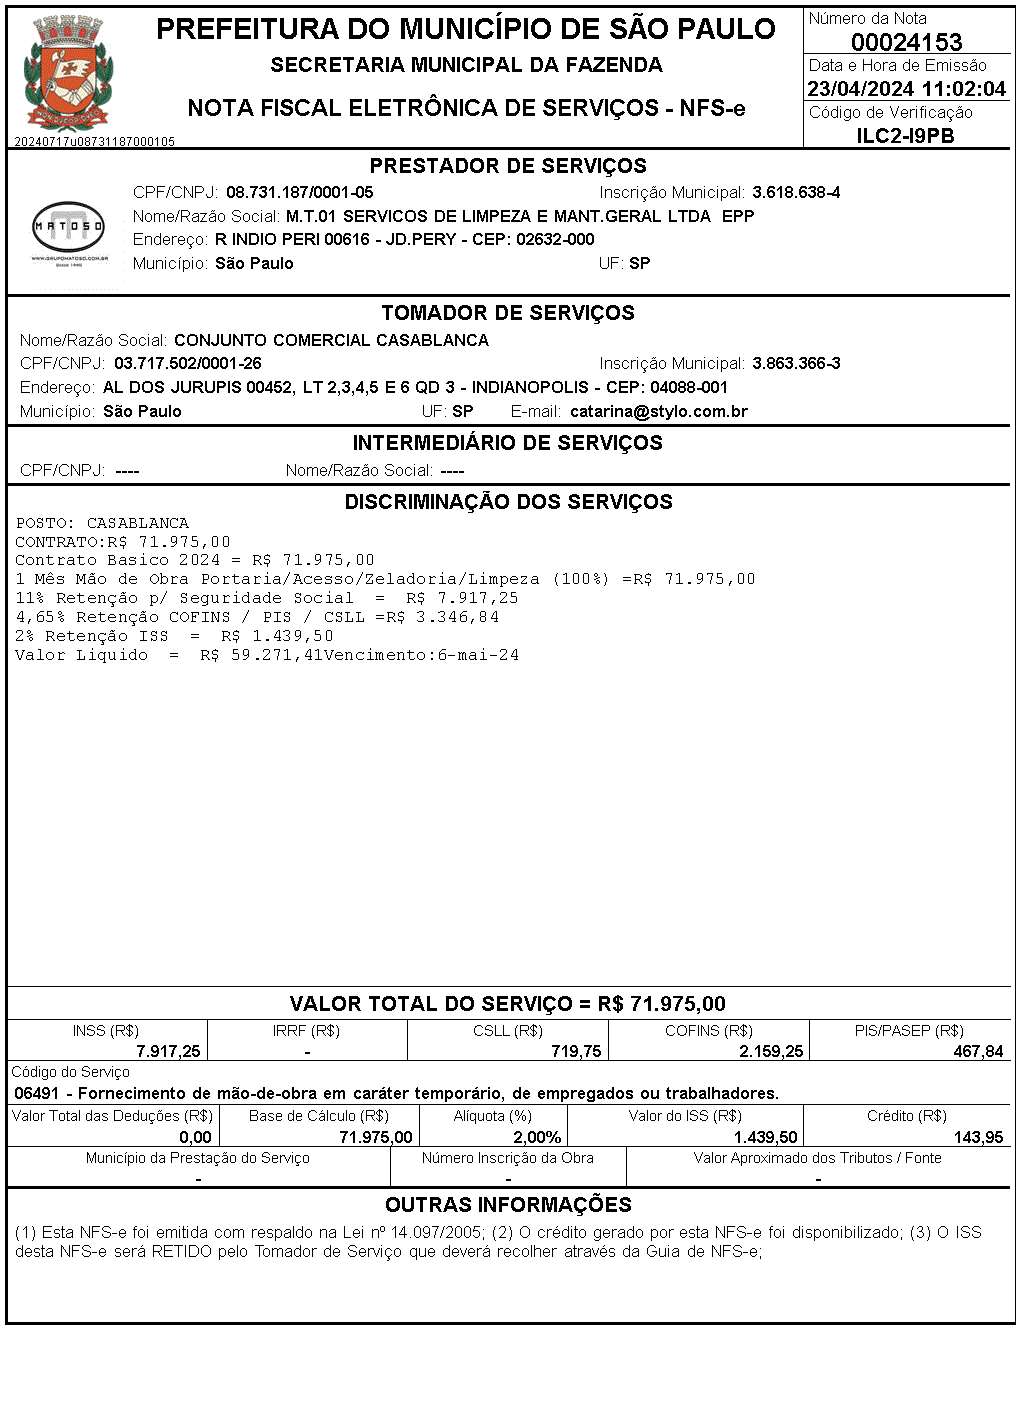 PREFEITURA DO MUNICÍPIO DE SÃO PAULO
SECRETARIA MUNICIPAL DA FAZENDA
NOTA FISCAL ELETRÔNICA DE SERVIÇOS - NFS-e
20240717u08731187000105
Número da Nota
00024153
Data e Hora de Emissão
23/04/2024 11:02:04
Código de Verificação
ILC2-I9PB
PRESTADOR DE SERVIÇOS
MATOSO
WWW.GRUPOMATOSO.COM.BR
CPF/CNPJ: 08.731.187/0001-05 Inscrição Municipal: 3.618.638-4
Nome/Razão Social: M.T.01 SERVICOS DE LIMPEZA E MANT.GERAL LTDA  EPP
Endereço: R INDIO PERI 00616 - JD.PERY - CEP: 02632-000
Município: São Paulo UF: SP
TOMADOR DE SERVIÇOS
Nome/Razão Social: CONJUNTO COMERCIAL CASABLANCA
CPF/CNPJ: 03.717.502/0001-26 Inscrição Municipal: 3.863.366-3
Endereço: AL DOS JURUPIS 00452, LT 2,3,4,5 E 6 QD 3 - INDIANOPOLIS - CEP: 04088-001
Município: São Paulo UF: SP E-mail: catarina@stylo.com.br
INTERMEDIÁRIO DE SERVIÇOS
CPF/CNPJ: ---- Nome/Razão Social: ----
DISCRIMINAÇÃO DOS SERVIÇOS
POSTO: CASABLANCA
CONTRATO:R$ 71.975,00
Contrato Basico 2024 = R$ 71.975,00
1 Mês Mão de Obra Portaria/Acesso/Zeladoria/Limpeza (100%) =R$ 71.975,00
11% Retenção p/ Seguridade Social  =  R$ 7.917,25
4,65% Retenção COFINS / PIS / CSLL =R$ 3.346,84
2% Retenção ISS  =  R$ 1.439,50
Valor Liquido  =  R$ 59.271,41Vencimento:6-mai-24
VALOR TOTAL DO SERVIÇO = R$ 71.975,00
INSS (R$) IRRF (R$) CSLL (R$) COFINS (R$) PIS/PASEP (R$)
7.917,25 - 719,75 2.159,25 467,84
Código do Serviço
06491 - Fornecimento de mão-de-obra em caráter temporário, de empregados ou trabalhadores.
Valor Total das Deduções (R$) Base de Cálculo (R$) Alíquota (%) Valor do ISS (R$) Crédito (R$)
0,00 71.975,00 2,00% 1.439,50 143,95
Município da Prestação do Serviço Número Inscrição da Obra Valor Aproximado dos Tributos / Fonte
- - -
OUTRAS INFORMAÇÕES
(1) Esta NFS-e foi emitida com respaldo na Lei nº 14.097/2005; (2) O crédito gerado por esta NFS-e foi disponibilizado; (3) O ISS
desta NFS-e será RETIDO pelo Tomador de Serviço que deverá recolher através da Guia de NFS-e;